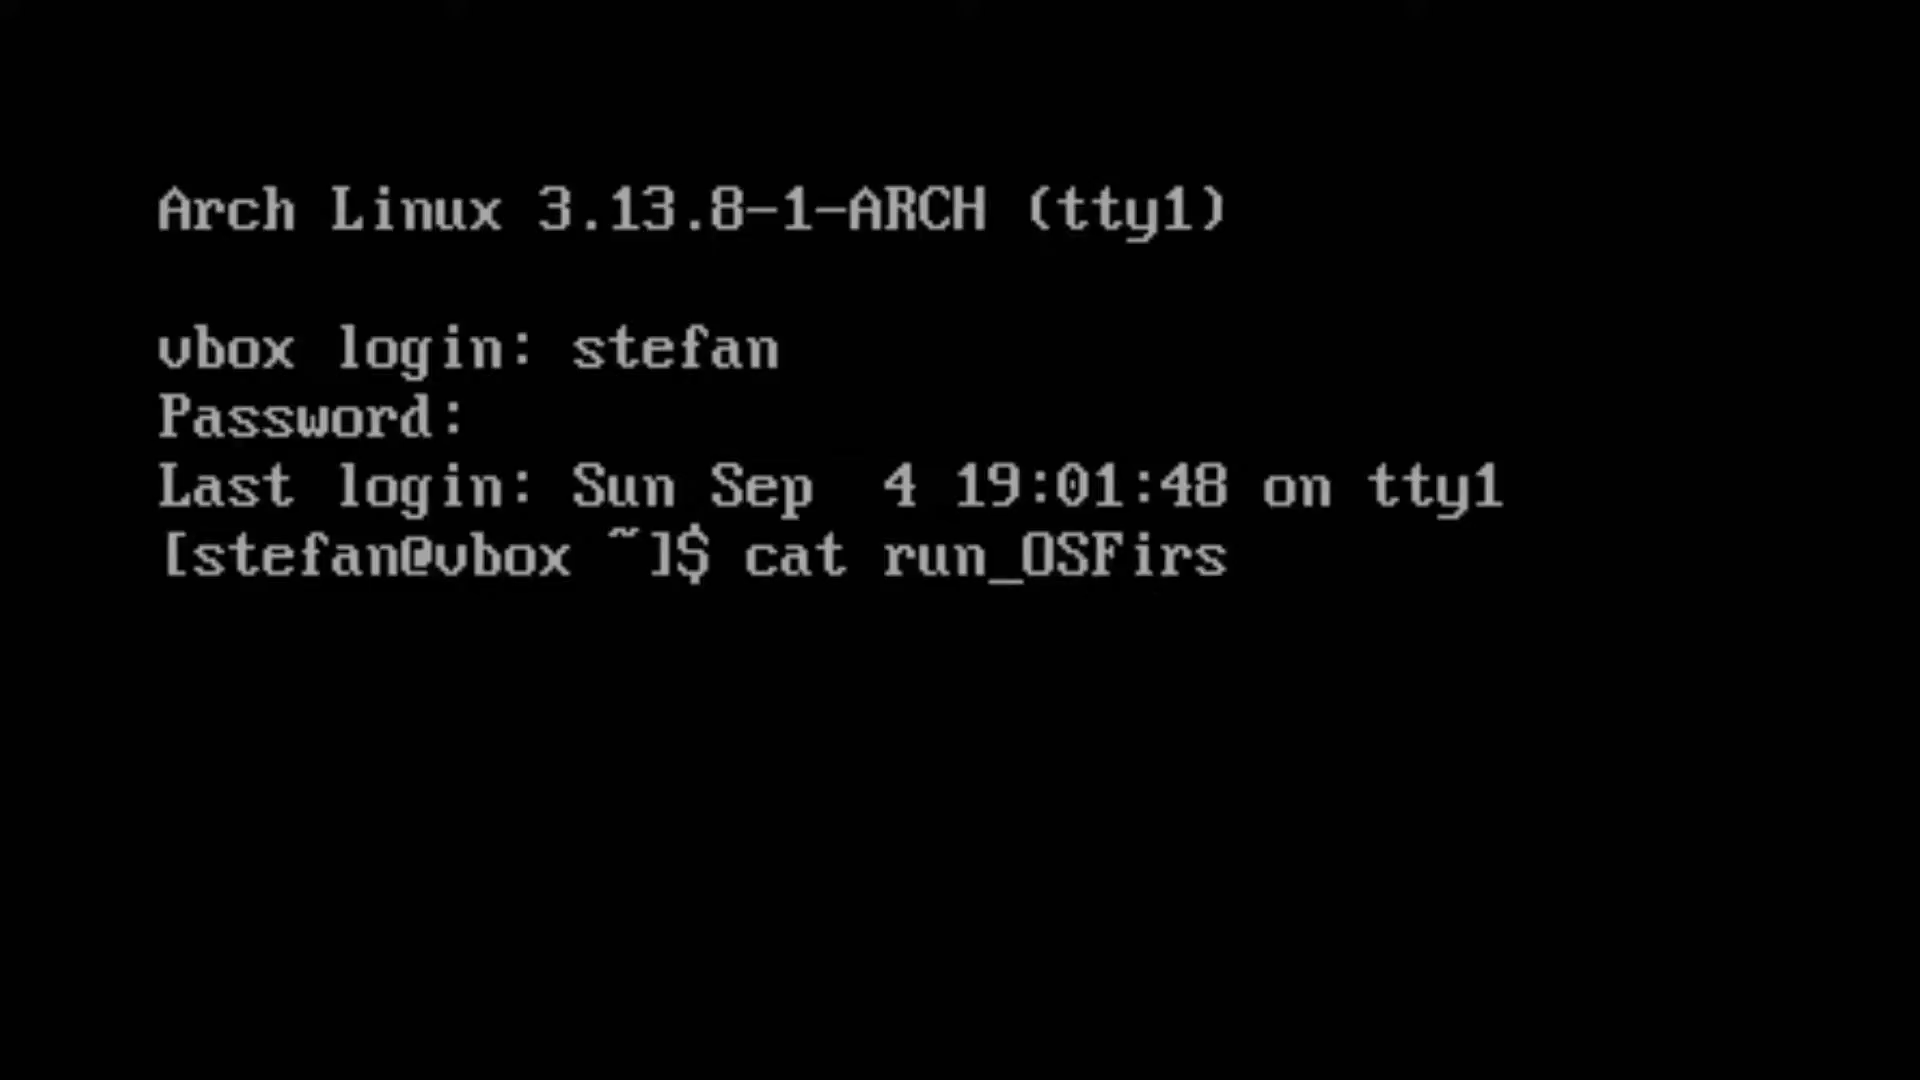 Arch Linux 3.13.8-1-ARCH (tty1)
vbox login: stefan
Password:
Last login: Sun Sep  4 19:01:48 on tty1
[stefan@vbox ~]$ cat run_OSFirs